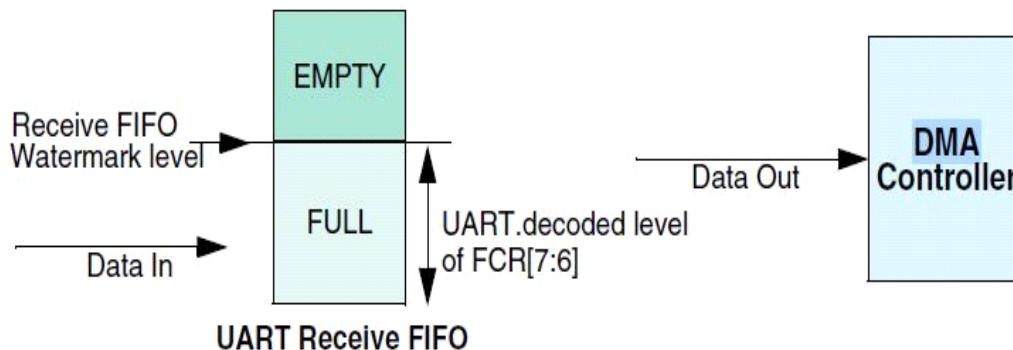 EMPTY
Receive FIFO
Watermark level
FULL
Data In
UART.decoded level
of FCR[7:6]
UART Receive FIFO
Data Out
DMA
Controller